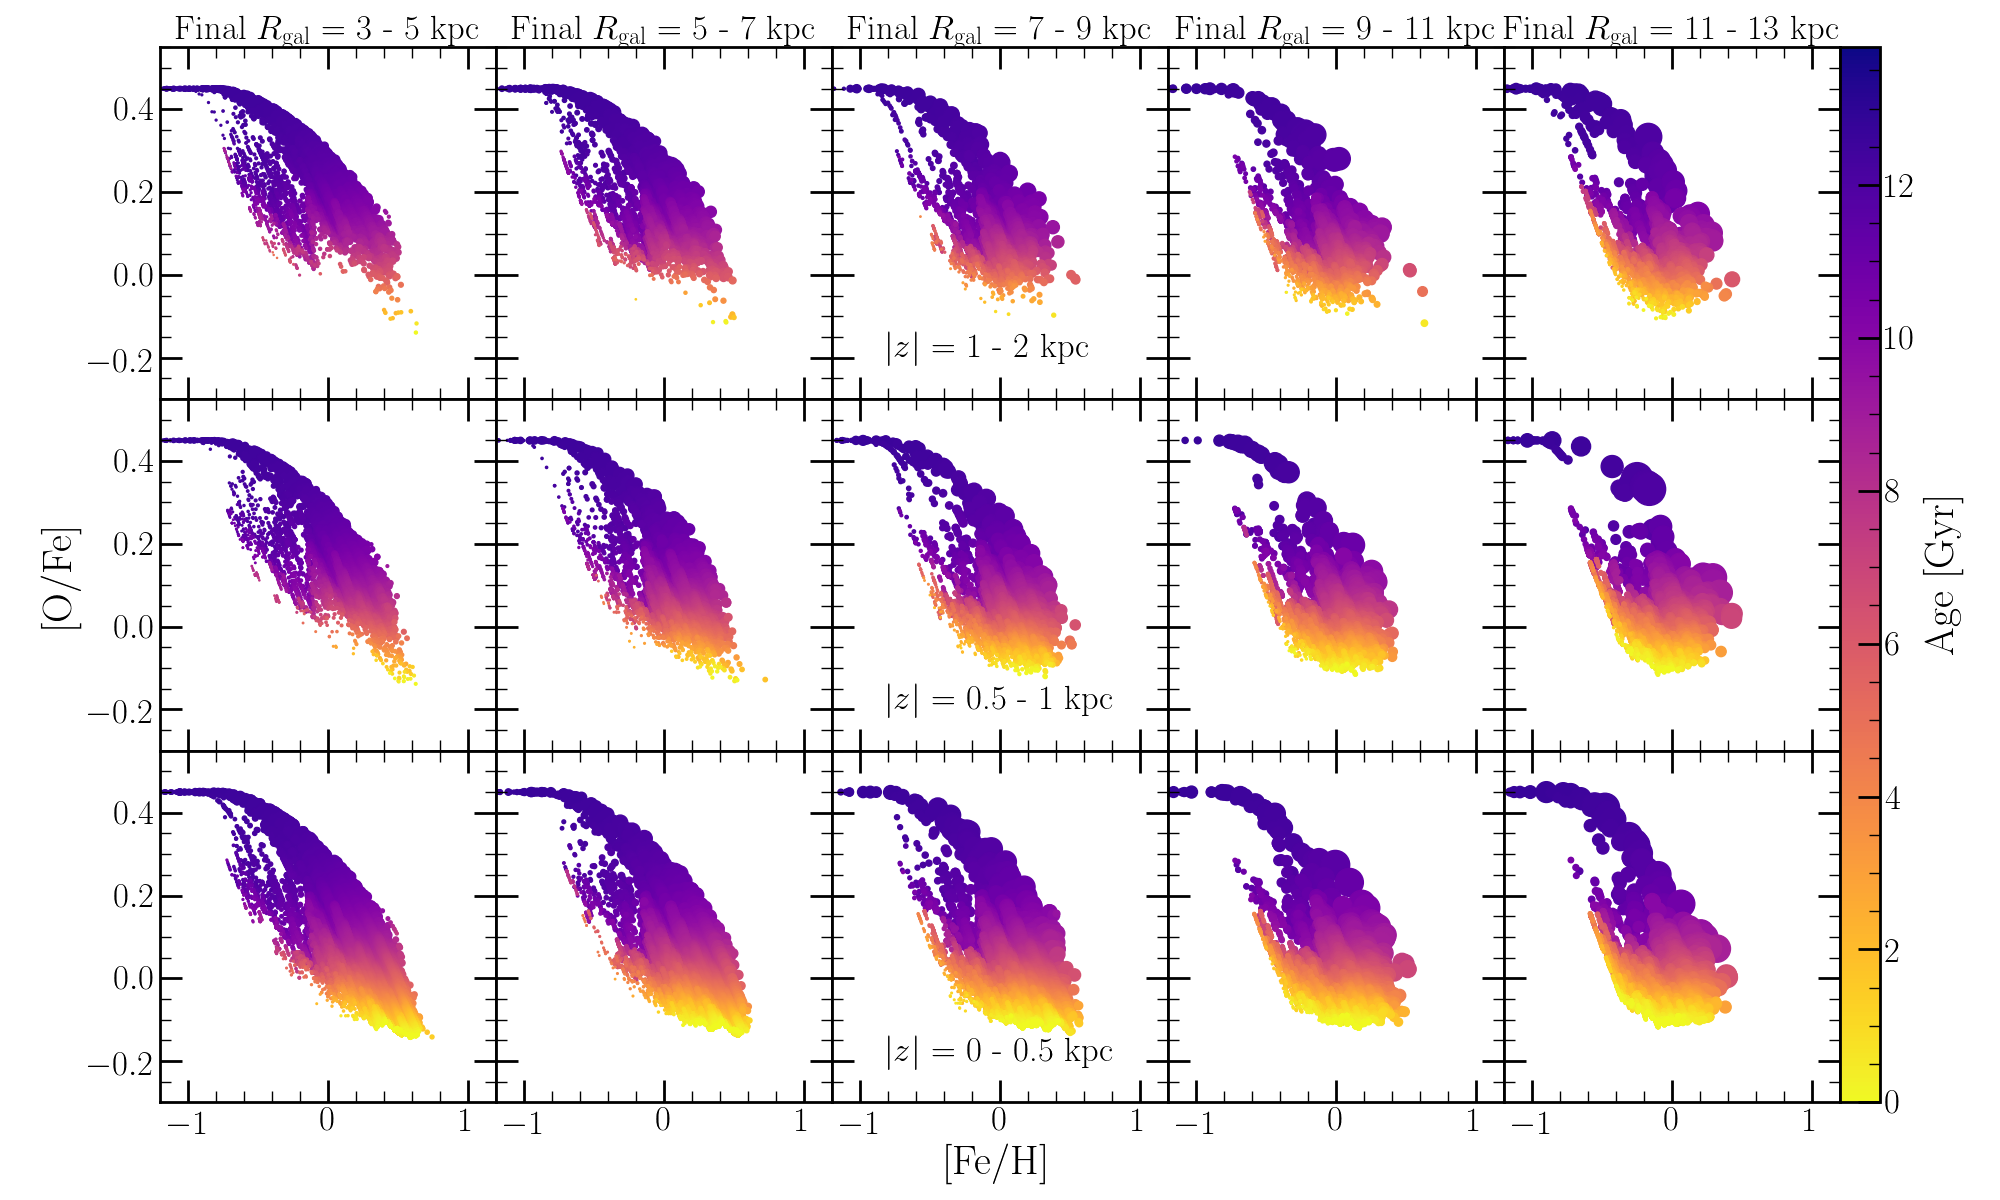 Final R_gal = 3 - 5 kpc
Final R_gal = 5 - 7 kpc
Final R_gal = 7 - 9 kpc
Final R_gal = 9 - 11 kpc
Final R_gal = 11 - 13 kpc
0.4
0.2
0.0
−0.2
|z| = 1 - 2 kpc
0.4
0.2
0.0
−0.2
|z| = 0.5 - 1 kpc
0.4
0.2
0.0
−0.2
|z| = 0 - 0.5 kpc
[O/Fe]
−1 0 1
−1 0 1
−1 0 1
−1 0 1
−1 0 1
[Fe/H]
12
10
8
6
4
2
0
Age [Gyr]